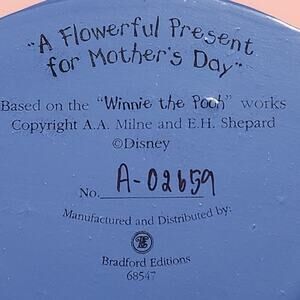 "A Flowerful Present
for Mother's Day"
Based on the "Winnie the Pooh" works
Copyright A.A. Milne and E.H. Shepard
©Disney
No. A-02659
Manufactured and Distributed by:
Bradford Editions
68547